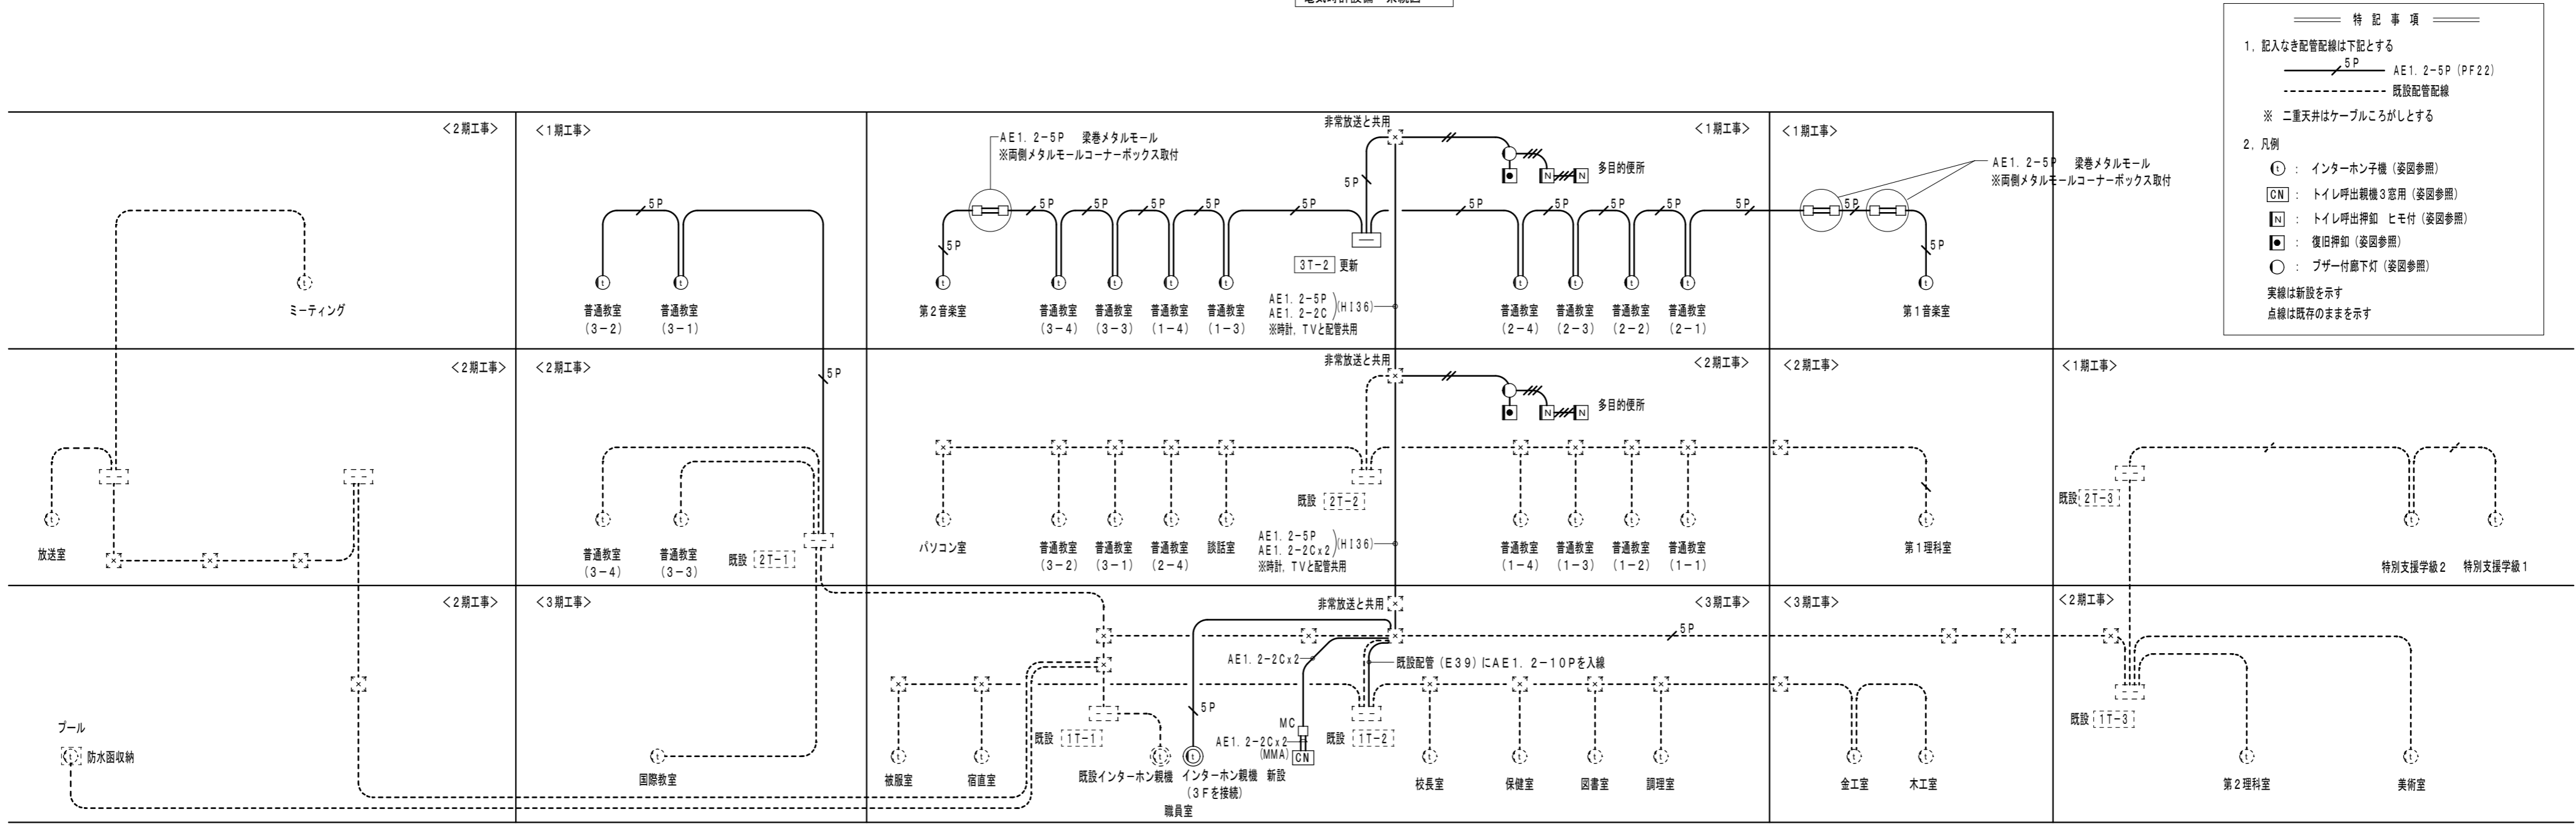 特 記 事 項
1, 記入なき配管配線は下記とする
5P
AE1. 2-5P (PF22)
既設配管配線
※ 二重天井はケーブルころがしとする
2, 凡例
t : インターホン子機 (姿図参照)
CN : トイレ呼出親機3窓用 (姿図参照)
N : トイレ呼出押釦 ヒモ付 (姿図参照)
: 復旧押釦 (姿図参照)
: ブザー付廊下灯 (姿図参照)
実線は新設を示す
点線は既存のままを示す
<2期工事>
ミーティング
<1期工事>
5P
普通教室
(3-2)
普通教室
(3-1)
AE1. 2-5P 梁巻メタルモール
※両側メタルモールコーナーボックス取付
非常放送と共用
<1期工事>
多目的便所
5P
5P
5P
5P
5P
5P
5P
5P
5P
5P
5P
5P
3T-2 更新
第2音楽室
普通教室
(3-4)
普通教室
(3-3)
普通教室
(1-4)
普通教室
(1-3)
AE1. 2-5P
AE1. 2-2C
(HI36)
※時計, TVと配管共用
普通教室
(2-4)
普通教室
(2-3)
普通教室
(2-2)
普通教室
(2-1)
<1期工事>
AE1. 2-5P 梁巻メタルモール
※両側メタルモールコーナーボックス取付
5P
5P
第1音楽室
<2期工事>
放送室
<2期工事>
5P
普通教室
(3-4)
普通教室
(3-3)
既設 2T-1
非常放送と共用
<2期工事>
多目的便所
既設 2T-2
パソコン室
普通教室
(3-2)
普通教室
(3-1)
普通教室
(2-4)
談話室
AE1. 2-5P
AE1. 2-2Cx2
(HI36)
※時計, TVと配管共用
普通教室
(1-4)
普通教室
(1-3)
普通教室
(1-2)
普通教室
(1-1)
<2期工事>
第1理科室
<1期工事>
既設 2T-3
特別支援学級2
特別支援学級1
<2期工事>
プール
防水函収納
<3期工事>
国際教室
非常放送と共用
<3期工事>
5P
AE1. 2-2Cx2
既設配管 (E39) にAE1. 2-10Pを入線
5P
MC
AE1. 2-2Cx2
(MMA)
CN
既設 1T-1
既設 1T-2
被服室
宿直室
既設インターホン親機
インターホン親機 新設
(3Fを接続)
職員室
校長室
保健室
図書室
調理室
<3期工事>
金工室
木工室
<2期工事>
既設 1T-3
第2理科室
美術室